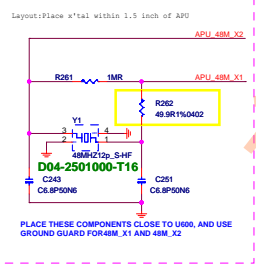 Layout:Place x'tal within 1.5 inch of APU
APU_48M_X2
R261 1MR APU_48M_X1
R262
49.9R1%0402
Y1
3 4
2 1
48MHZ12p_S-HF
D04-2501000-T16
C243 C251
C6.8P50N6 C6.8P50N6
PLACE THESE COMPONENTS CLOSE TO U600, AND USE
GROUND GUARD FOR48M_X1 AND 48M_X2